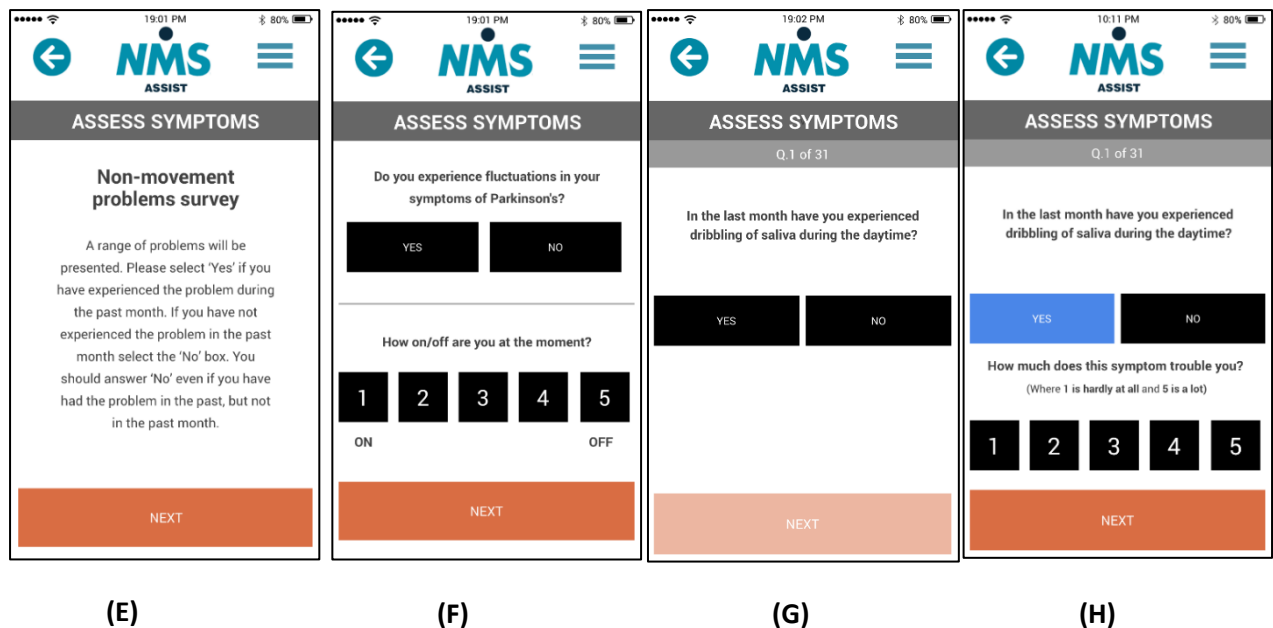 19:01 PM
80%
NMS
ASSIST
ASSESS SYMPTOMS
Non-movement
problems survey
A range of problems will be
presented. Please select ‘Yes’ if you
have experienced the problem during
the past month. If you have not
experienced the problem in the past
month select the ‘No’ box. You
should answer ‘No’ even if you have
had the problem in the past, but not
in the past month.
NEXT
(E)
19:01 PM
80%
NMS
ASSIST
ASSESS SYMPTOMS
Do you experience fluctuations in your
symptoms of Parkinson's?
YES NO
How on/off are you at the moment?
1 2 3 4 5
ON OFF
NEXT
(F)
19:02 PM
80%
NMS
ASSIST
ASSESS SYMPTOMS
Q.1 of 31
In the last month have you experienced
dribbling of saliva during the daytime?
YES NO
NEXT
(G)
10:11 PM
80%
NMS
ASSIST
ASSESS SYMPTOMS
Q.1 of 31
In the last month have you experienced
dribbling of saliva during the daytime?
YES NO
How much does this symptom trouble you?
(Where 1 is hardly at all and 5 is a lot)
1 2 3 4 5
NEXT
(H)